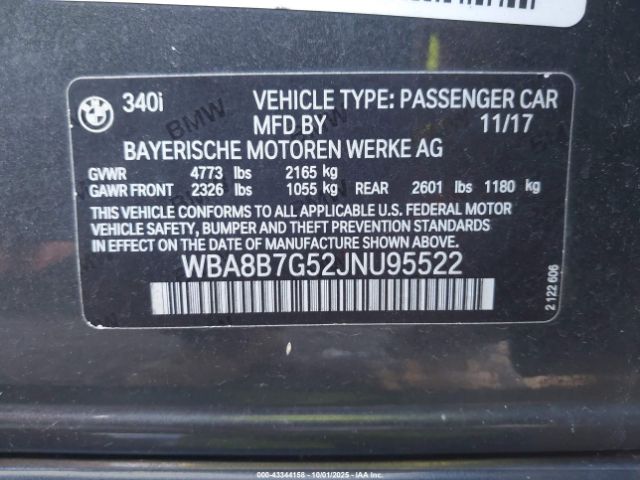 BMW
340i VEHICLE TYPE: PASSENGER CAR
MFD BY 11/17
BAYERISCHE MOTOREN WERKE AG
GVWR 4773 lbs 2165 kg
GAWR FRONT 2326 lbs 1055 kg REAR 2601 lbs 1180 kg
THIS VEHICLE CONFORMS TO ALL APPLICABLE U.S. FEDERAL MOTOR
VEHICLE SAFETY, BUMPER, AND THEFT PREVENTION STANDARDS
IN EFFECT ON THE DATE OF MANUFACTURE SHOWN ABOVE.
WBA8B7G52JNU95522
2 122 606
000-43344158 - 10/01/2025 - IAA Inc.